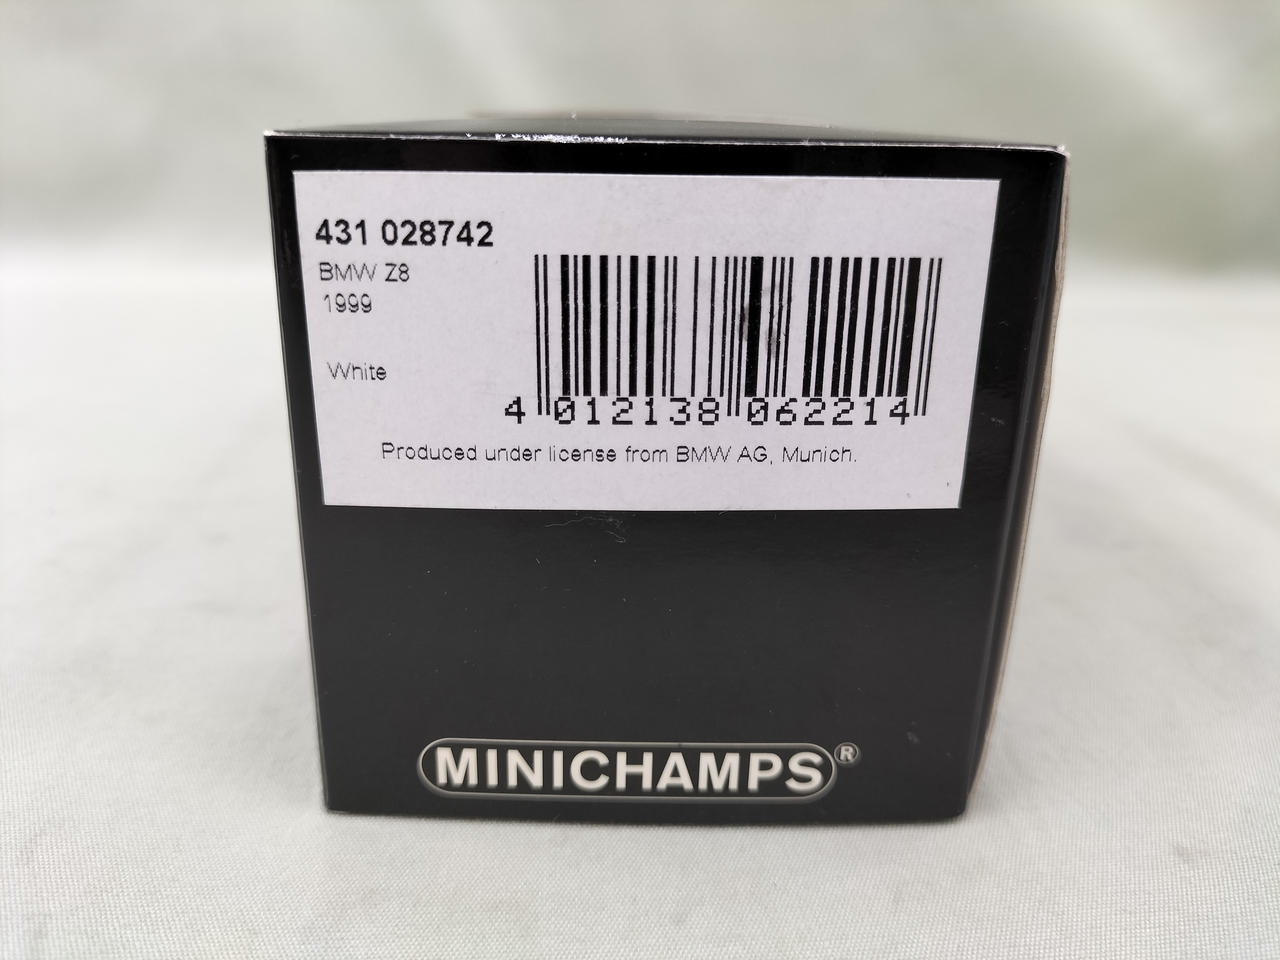 431 028742
BMW Z8
1999
White
4 012138 062214
Produced under license from BMW AG, Munich.
MINICHAMPS®